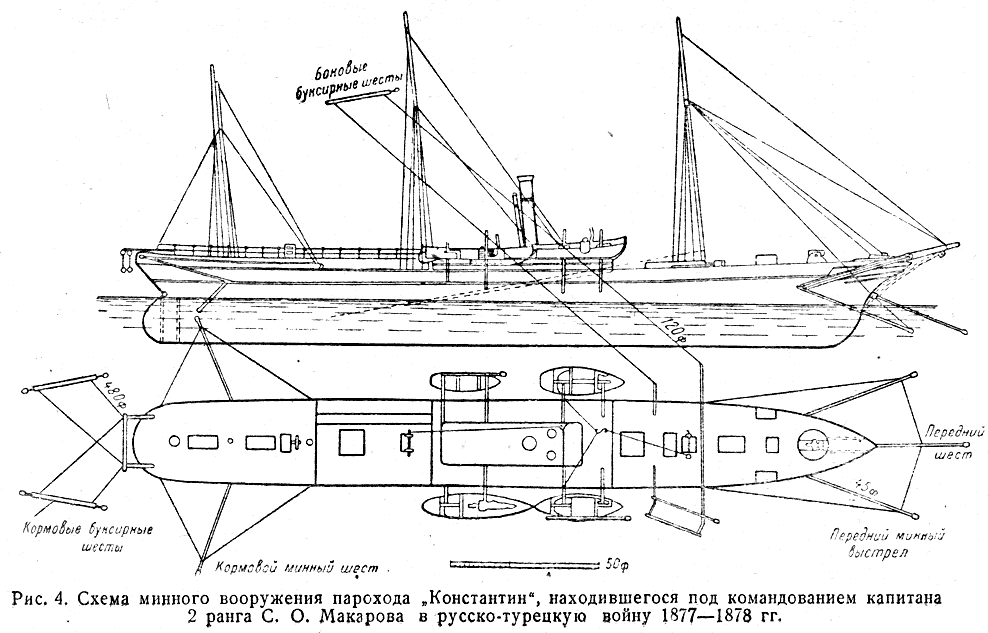 Боковые
буксирные шесты
120ф
480ф
Передний
шест
45ф
Кормовые буксирные
шесты
Передний минный
выстрел
Кормовой минный шест
50ф
Рис. 4. Схема минного вооружения парохода „Константин“, находившегося под командованием капитана
2 ранга С. О. Макарова в русско-турецкую войну 1877—1878 гг.